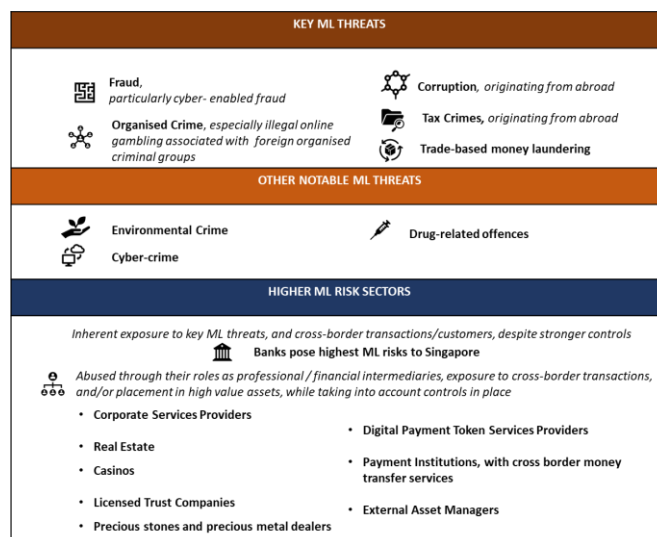 KEY ML THREATS
Fraud,
particularly cyber- enabled fraud
Organised Crime, especially illegal online
gambling associated with foreign organised
criminal groups
Corruption, originating from abroad
Tax Crimes, originating from abroad
Trade-based money laundering
OTHER NOTABLE ML THREATS
Environmental Crime
Cyber-crime
Drug-related offences
HIGHER ML RISK SECTORS
Inherent exposure to key ML threats, and cross-border transactions/customers, despite stronger controls
Banks pose highest ML risks to Singapore
Abused through their roles as professional / financial intermediaries, exposure to cross-border transactions,
and/or placement in high value assets, while taking into account controls in place
• Corporate Services Providers
• Real Estate
• Casinos
• Licensed Trust Companies
• Precious stones and precious metal dealers
• Digital Payment Token Services Providers
• Payment Institutions, with cross border money
transfer services
• External Asset Managers